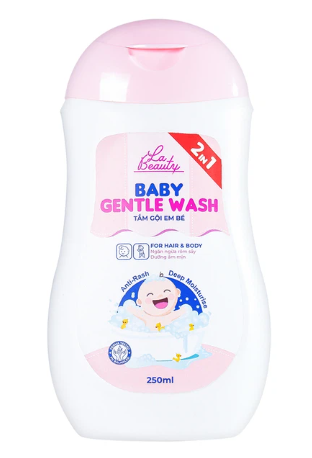 La
Beauty
2 IN 1
BABY
GENTLE WASH
TẮM GỘI EM BÉ
FOR HAIR & BODY
Ngăn ngừa rôm sảy
Dưỡng ẩm mịn
Anti-Rash & Deep Moisturise
250ml